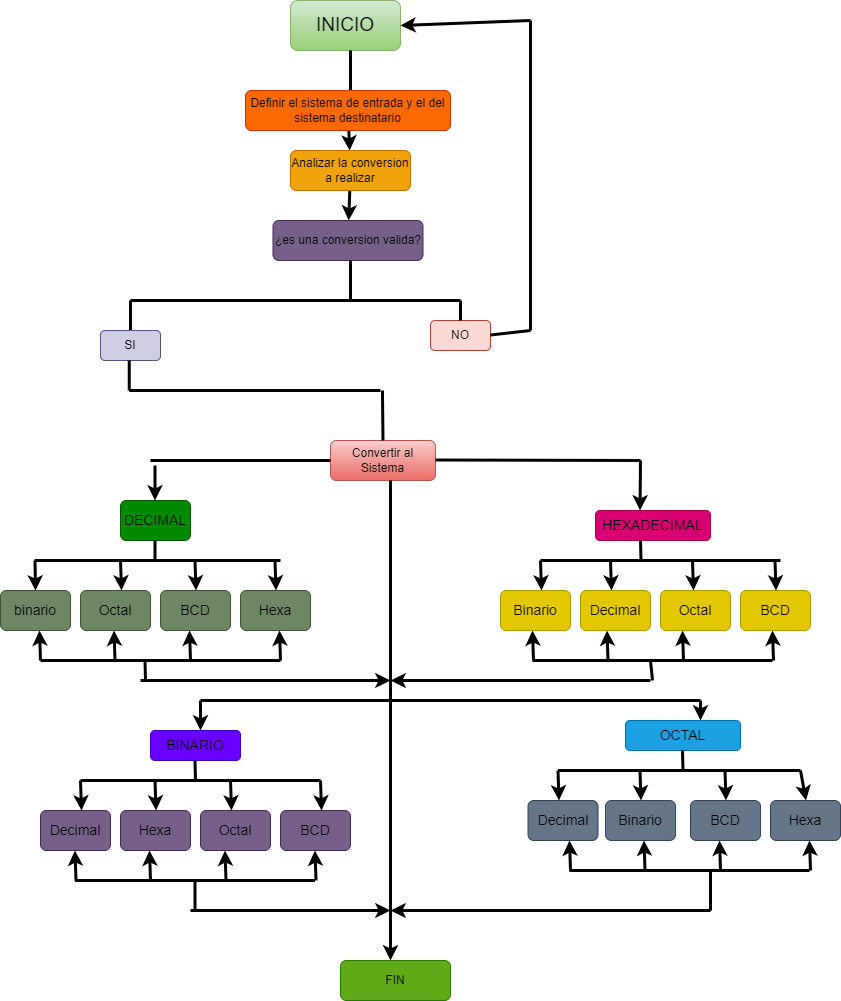 INICIO
Definir el sistema de entrada y el del
sistema destinatario
Analizar la conversion
a realizar
¿es una conversion valida?
SI
NO
Convertir al
Sistema
DECIMAL
HEXADECIMAL
binario
Octal
BCD
Hexa
Binario
Decimal
Octal
BCD
BINARIO
OCTAL
Decimal
Hexa
Octal
BCD
Decimal
Binario
BCD
Hexa
FIN